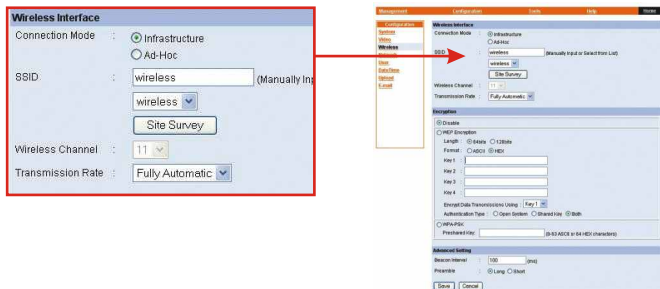 Wireless Interface
Connection Mode : Infrastructure
Ad-Hoc
SSID : wireless (Manually Inp
wireless
Site Survey
Wireless Channel : 11
Transmission Rate : Fully Automatic
Management Configuration Tools Help Home
Configuration
System
Video
Wireless
User
DateTime
Upload
E-mail
Wireless Interface
Connection Mode : Infrastructure
Ad-Hoc
SSID : wireless (Manually Input or Select from List)
wireless
Site Survey
Wireless Channel : 11
Transmission Rate : Fully Automatic
Encryption
Disable
WEP Encryption
Length : 64bits 128bits
Format : ASCII HEX
Key 1 :
Key 2 :
Key 3 :
Key 4 :
Encrypt Data Transmissions Using : Key 1
Authentication Type : Open System Shared Key Both
WPA-PSK
Preshared Key : (8-63 ASCII or 64 HEX characters)
Advanced Setting
Beacon Interval : 100 (ms)
Preamble : Long Short
Save Cancel